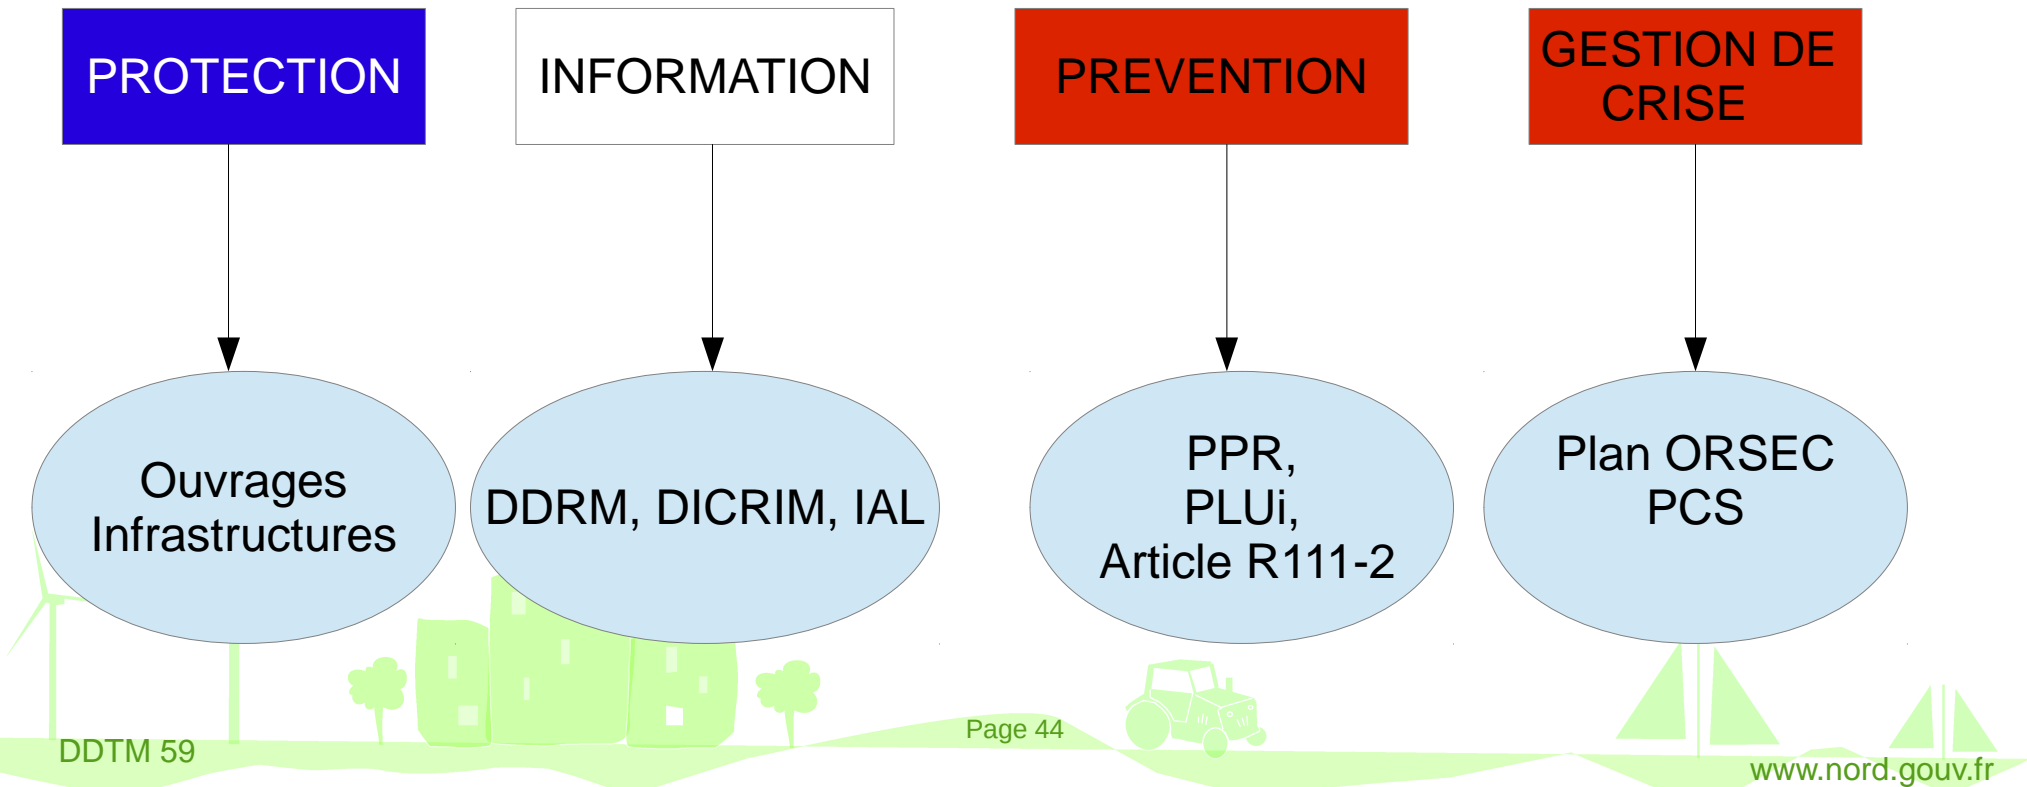 PROTECTION
INFORMATION
PREVENTION
GESTION DE
CRISE
Ouvrages
Infrastructures
DDRM, DICRIM, IAL
PPR,
PLUi,
Article R111-2
Plan ORSEC
PCS
DDTM 59
Page 44
www.nord.gouv.fr